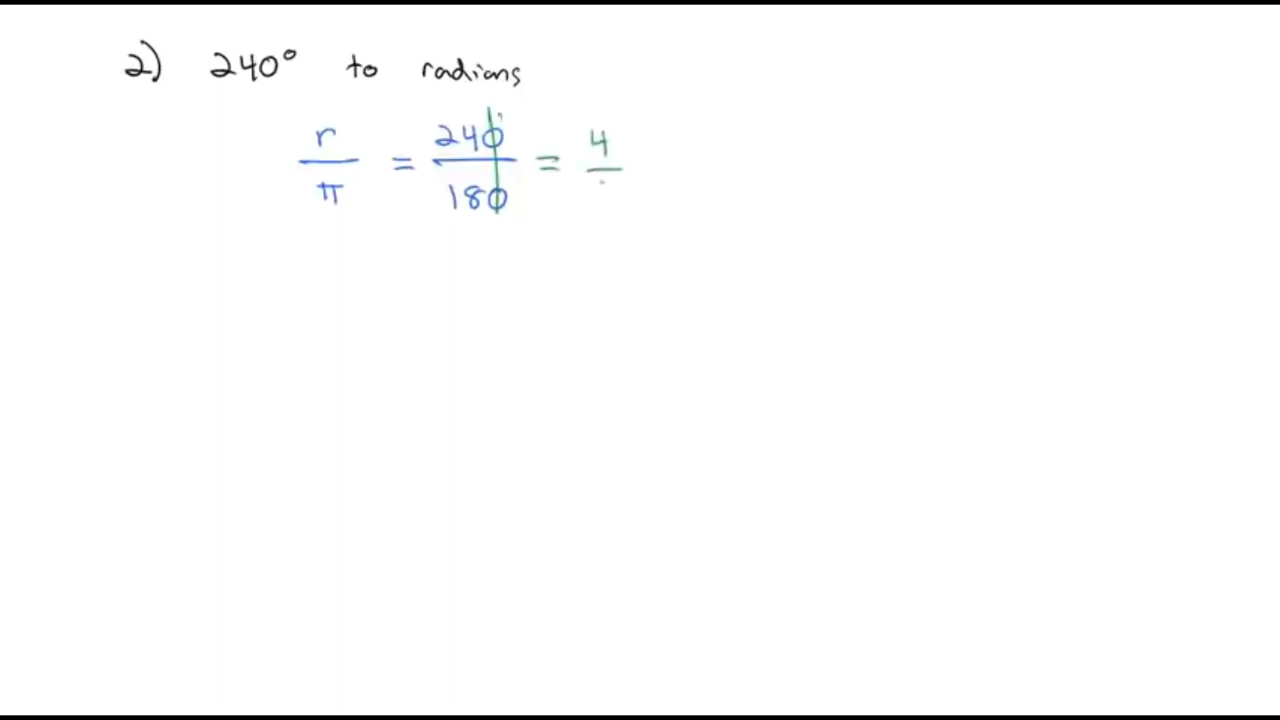 2) 240° to radians
r/π = 240/180 = 4/